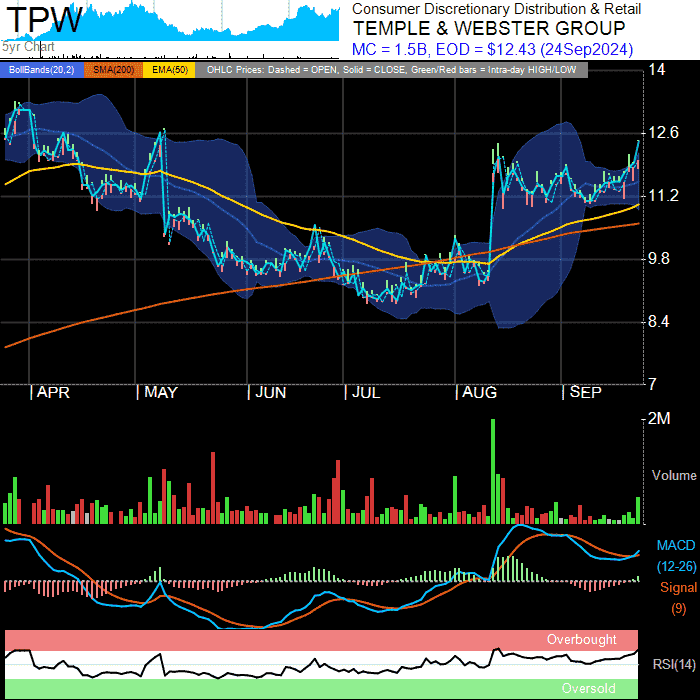 TPW
5yr Chart
Consumer Discretionary Distribution & Retail
TEMPLE & WEBSTER GROUP
MC = 1.5B, EOD = $12.43 (24Sep2024)
BollBands(20,2) SMA(200) EMA(50) OHLC Prices: Dashed = OPEN, Solid = CLOSE, Green/Red bars = Intra-day HIGH/LOW
14
12.6
11.2
9.8
8.4
7
APR MAY JUN JUL AUG SEP
2M
Volume
MACD
(12-26)
Signal
(9)
Overbought
RSI(14)
Oversold